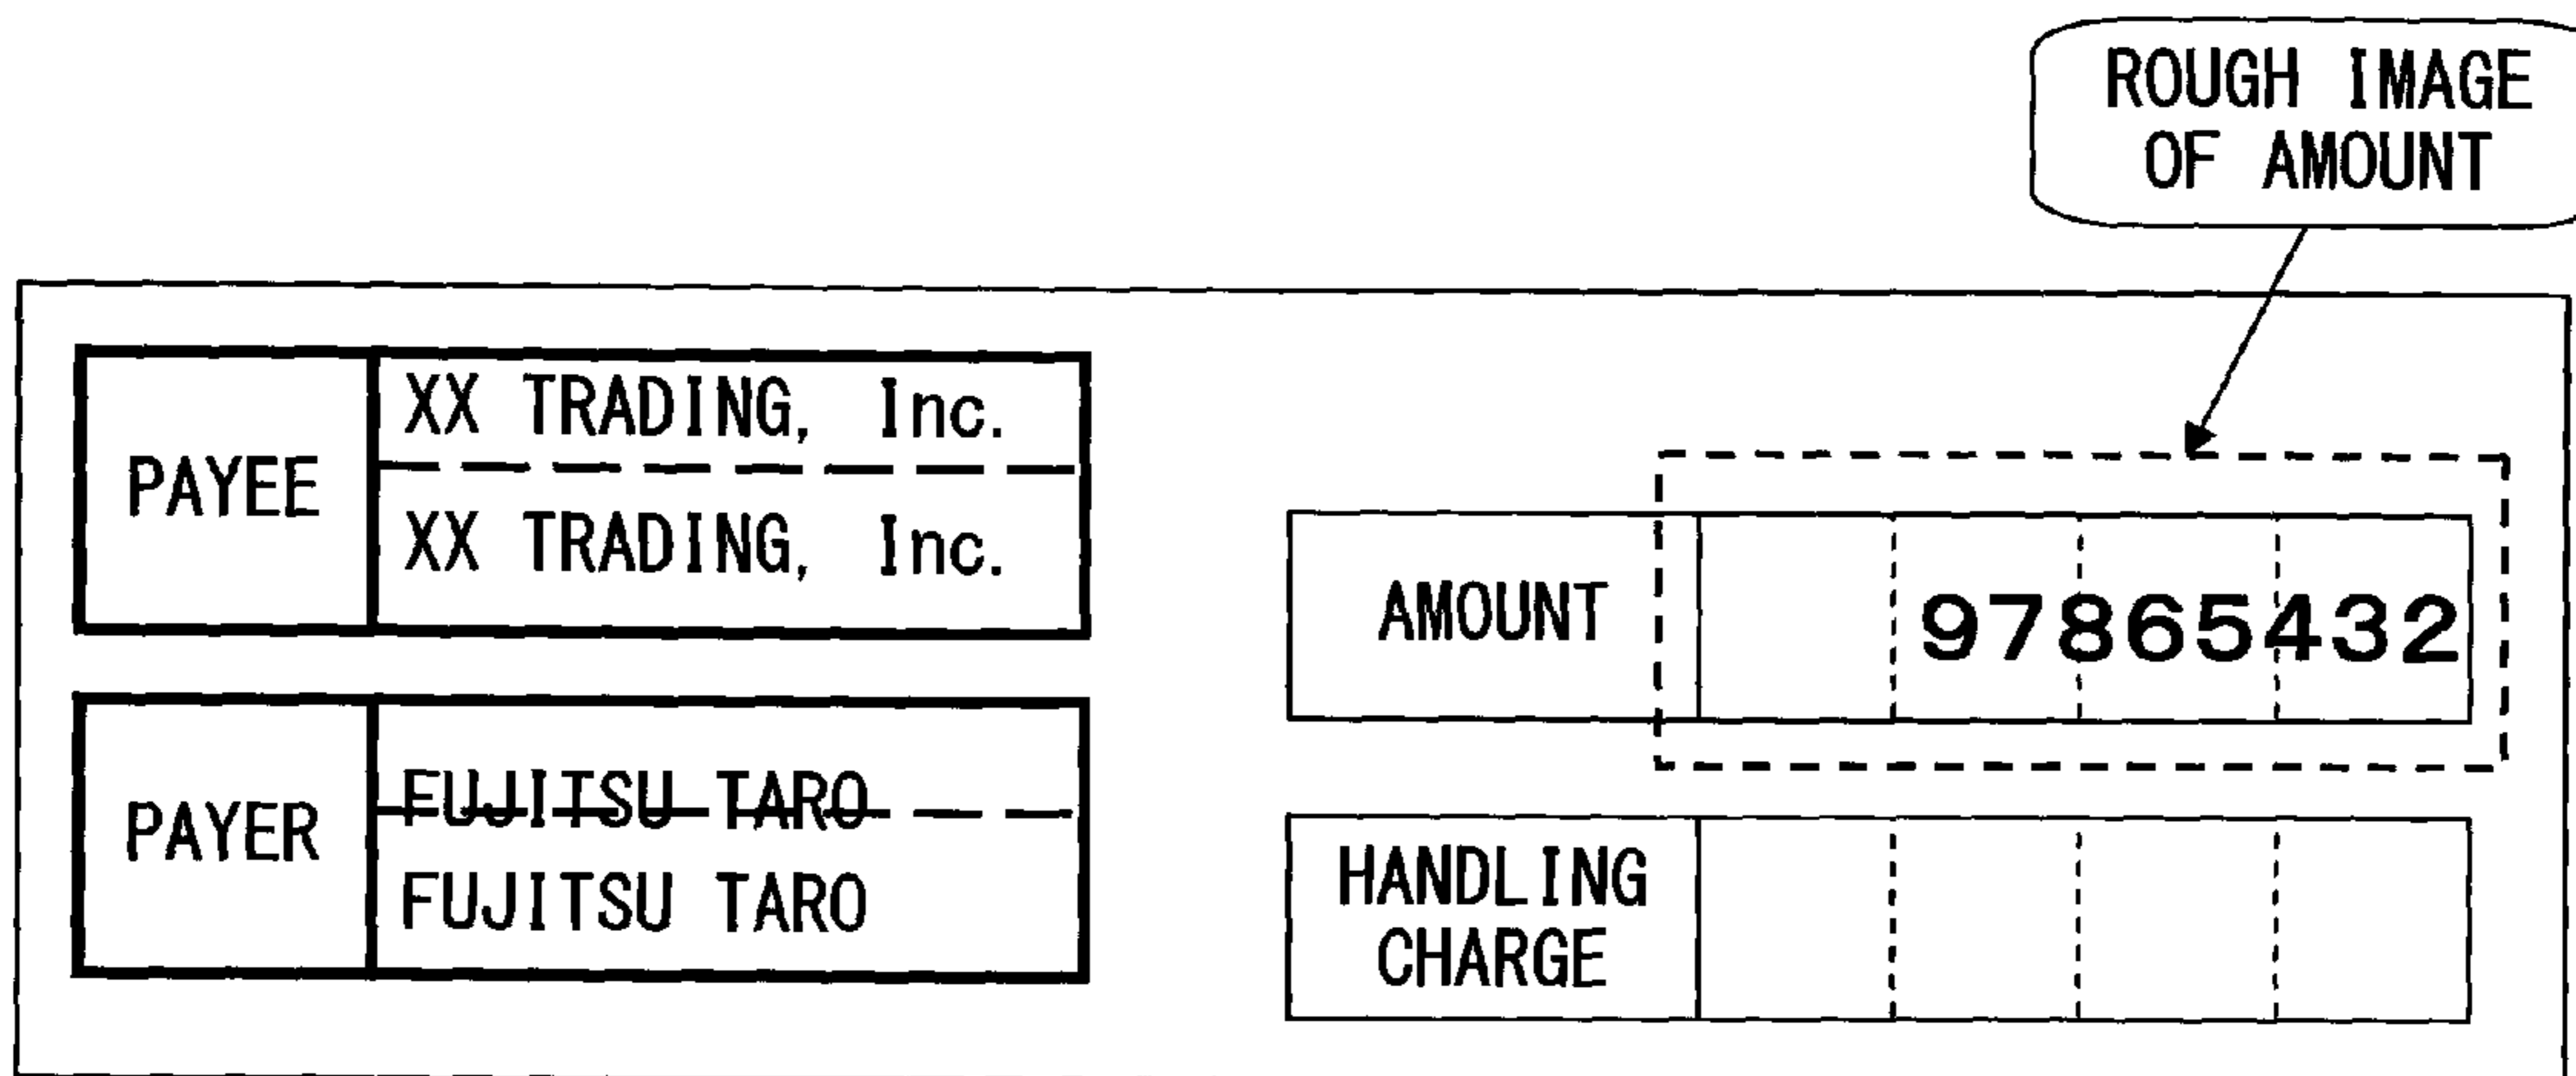 ROUGH IMAGE
OF AMOUNT
PAYEE
XX TRADING, Inc.
XX TRADING, Inc.
PAYER
FUJITSU TARO
FUJITSU TARO
AMOUNT
97865432
HANDLING
CHARGE